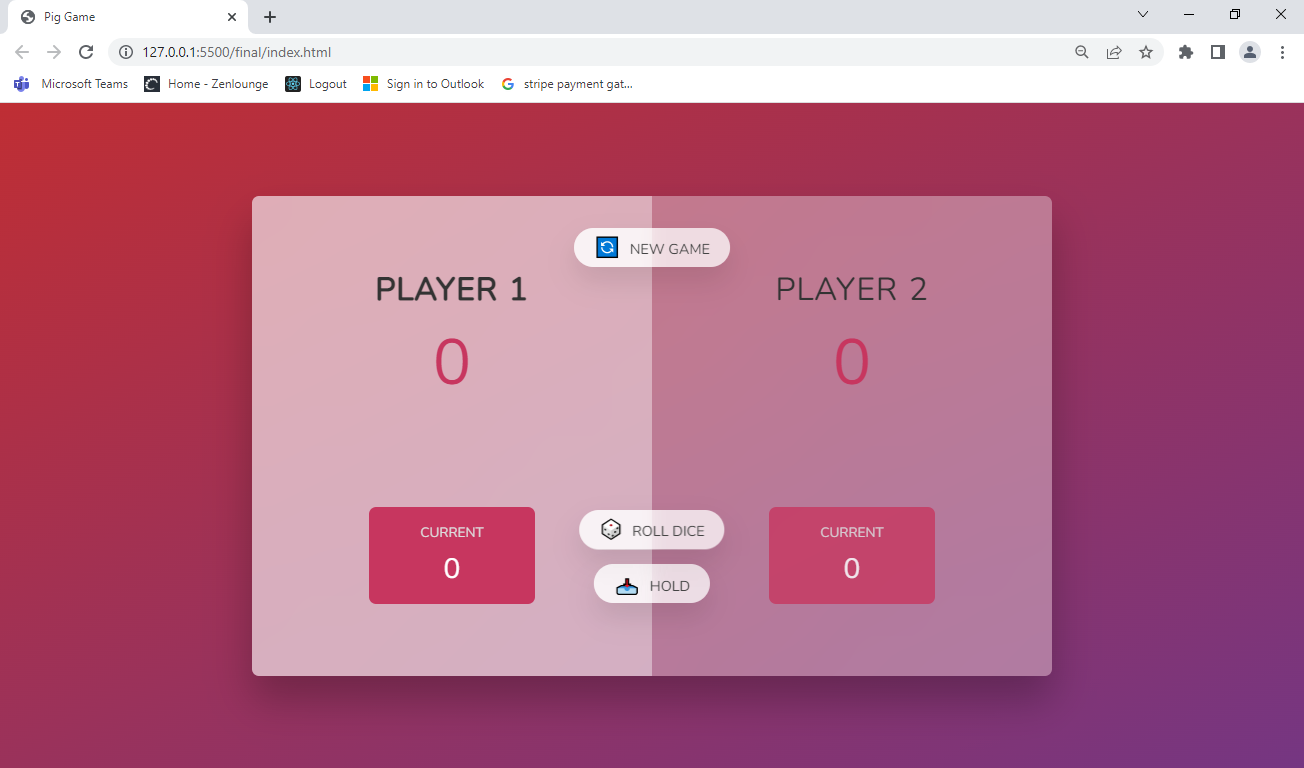 Pig Game
127.0.0.1:5500/final/index.html
Microsoft Teams
Home - Zenlounge
Logout
Sign in to Outlook
stripe payment gat...
NEW GAME
PLAYER 1
PLAYER 2
0
0
CURRENT
0
ROLL DICE
HOLD
CURRENT
0